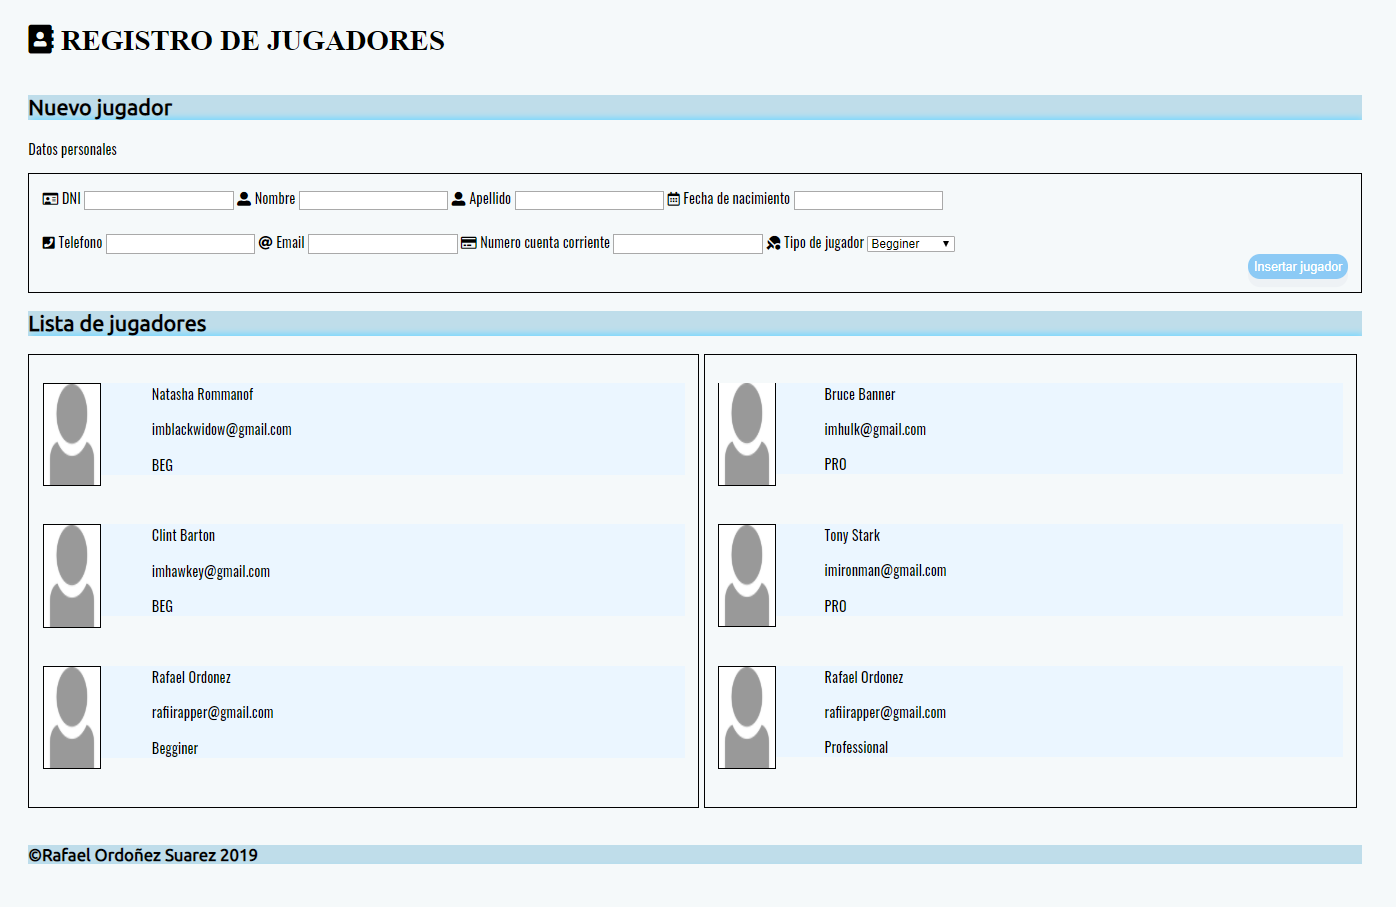 REGISTRO DE JUGADORES
Nuevo jugador
Datos personales
DNI Nombre Apellido Fecha de nacimiento
Telefono Email Numero cuenta corriente Tipo de jugador Begginer
Insertar jugador
Lista de jugadores
Natasha Rommanof
imblackwidow@gmail.com
BEG
Clint Barton
imhawkey@gmail.com
BEG
Rafael Ordonez
rafiirapper@gmail.com
Begginer
Bruce Banner
imhulk@gmail.com
PRO
Tony Stark
imironman@gmail.com
PRO
Rafael Ordonez
rafiirapper@gmail.com
Professional
©Rafael Ordoñez Suarez 2019